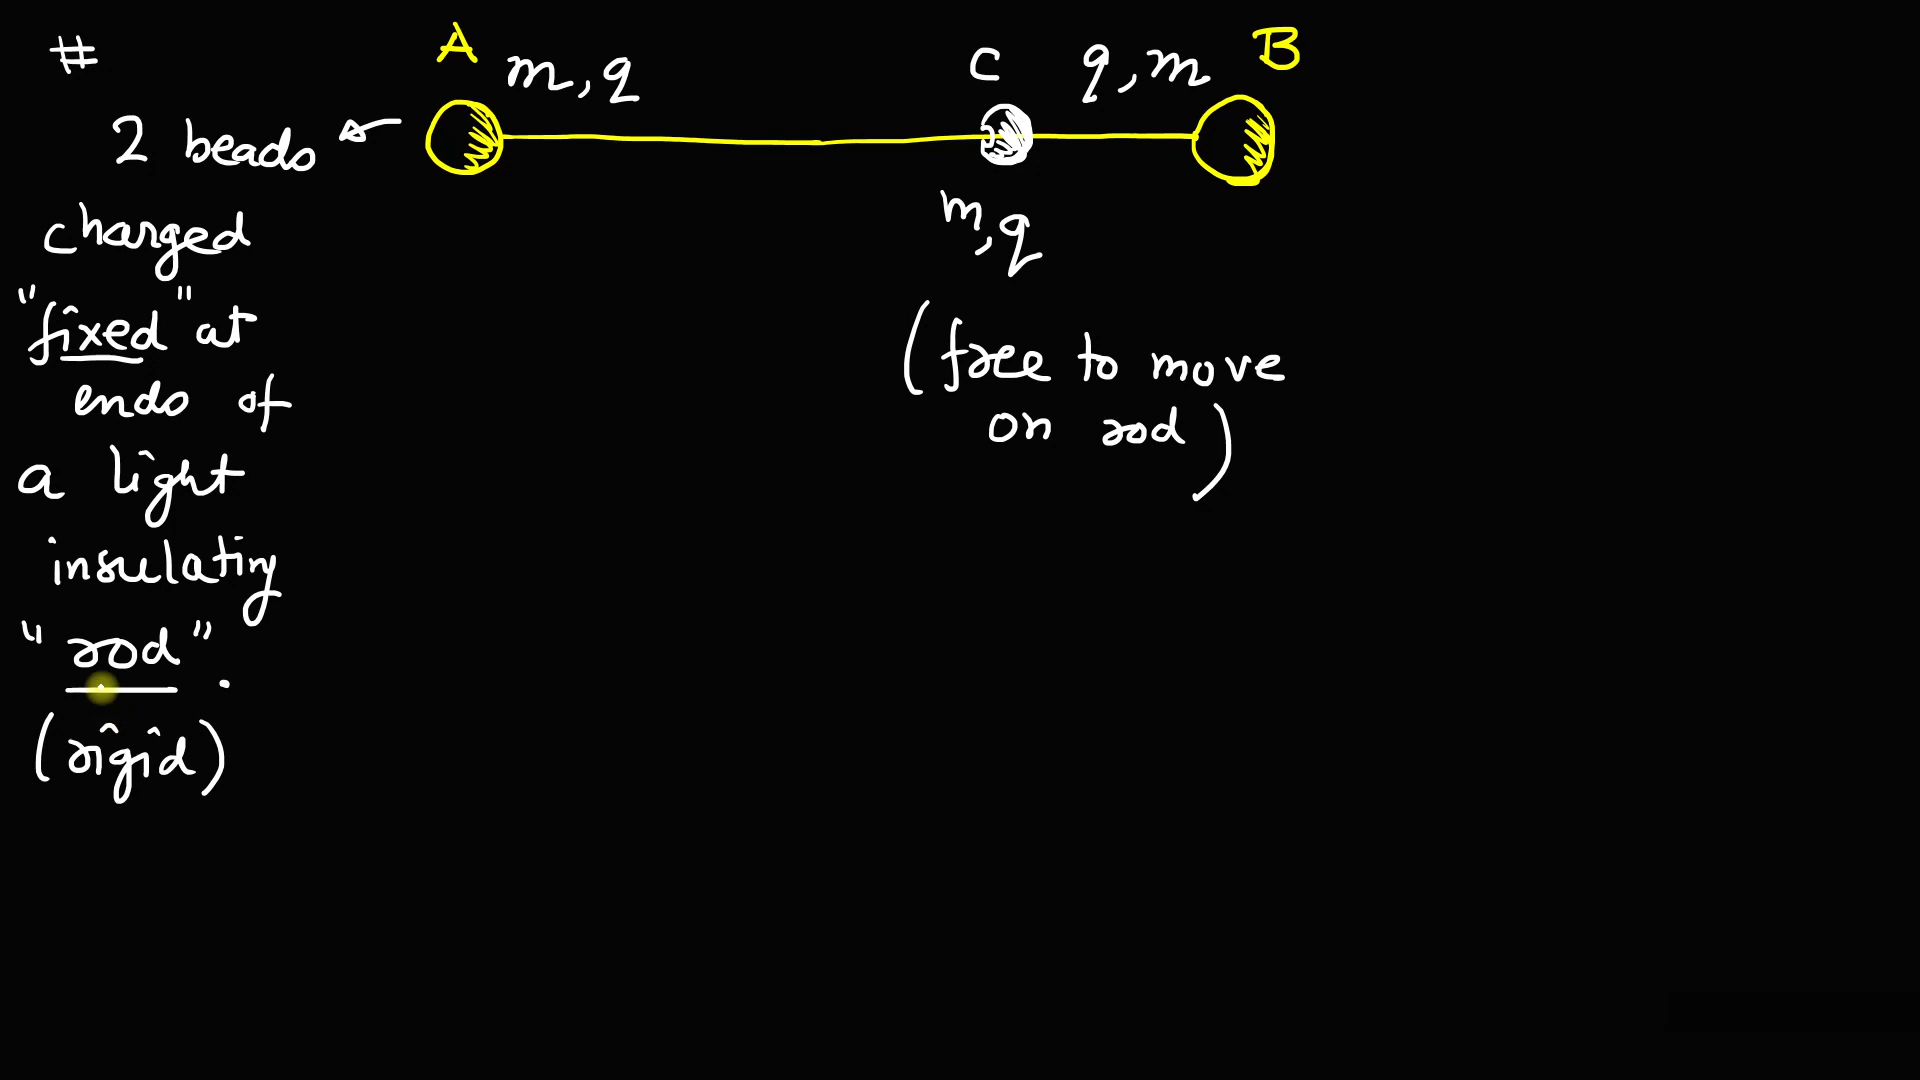 #
A m, q C q, m B
2 beads
charged
"fixed" at
ends of
a light
insulating
"rod".
(rigid)
m, q
(free to move
on rod)